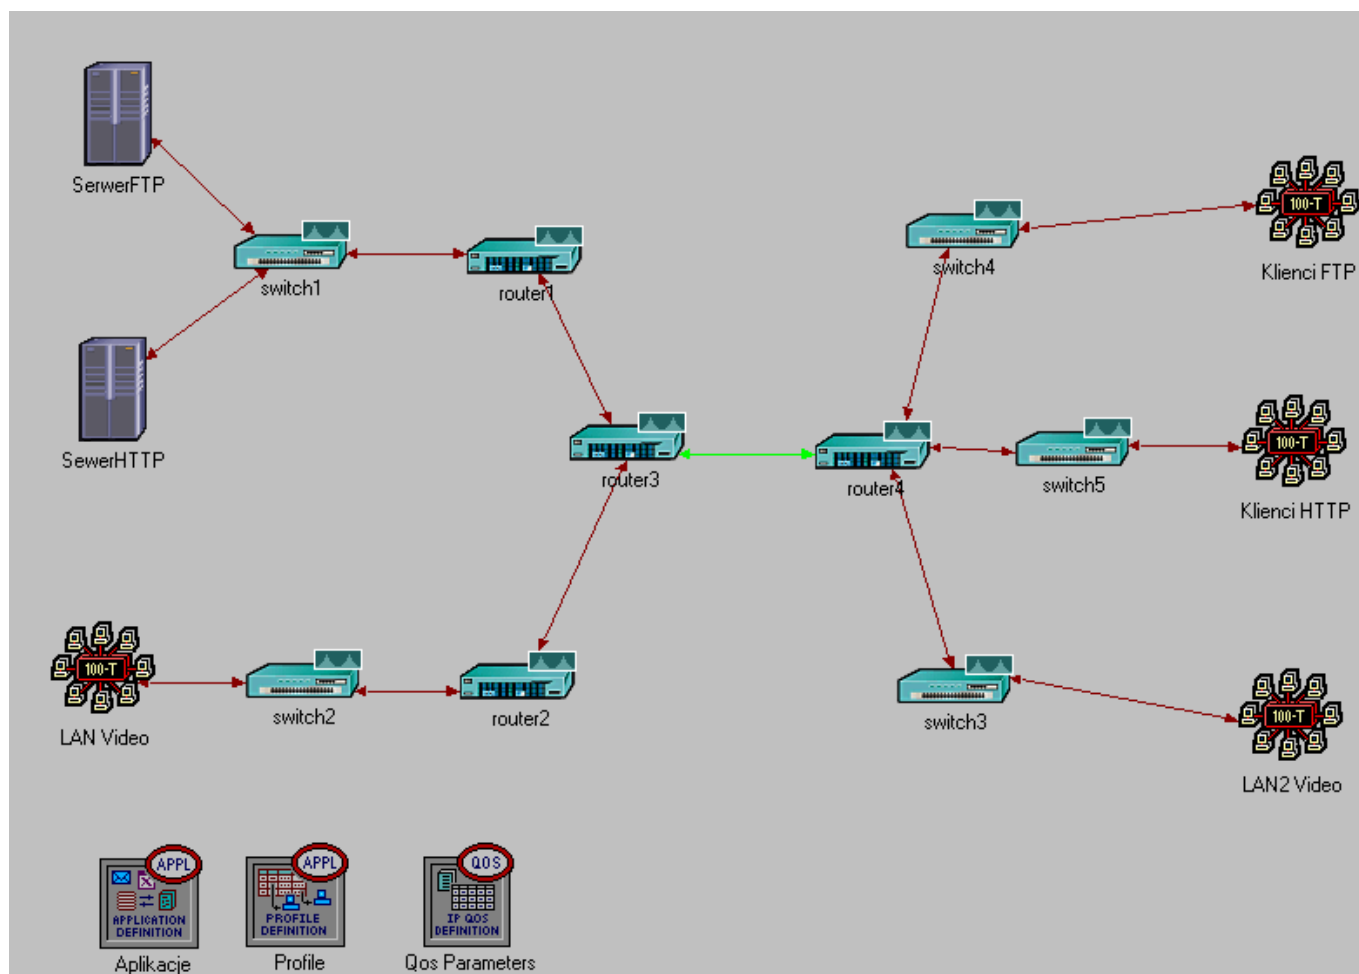 SerwerFTP
switch1
router1
switch4
100-T
Klienci FTP
SewerHTTP
router3
router4
switch5
100-T
Klienci HTTP
100-T
LAN Video
switch2
router2
switch3
100-T
LAN2 Video
APPL
APPLICATION
DEFINITION
Aplikacje
APPL
PROFILE
DEFINITION
Profile
QOS
IP QOS
DEFINITION
Qos Parameters